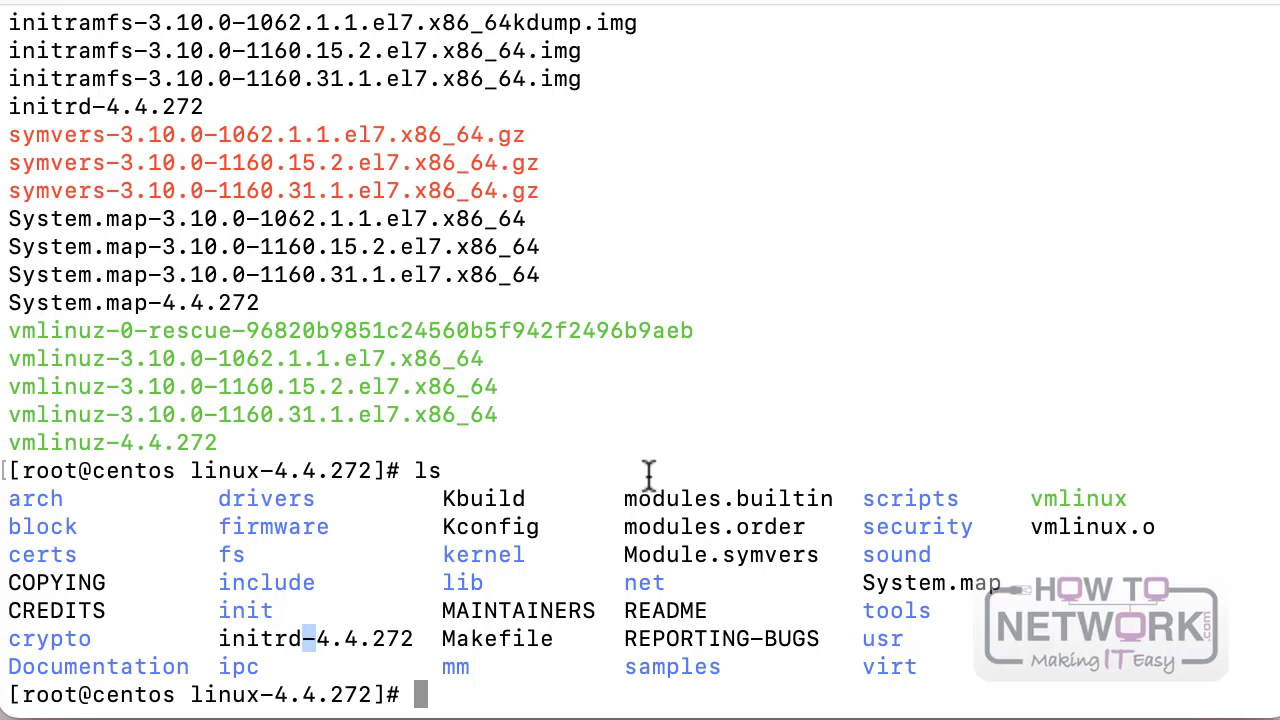 initramfs-3.10.0-1062.1.1.el7.x86_64kdump.img
initramfs-3.10.0-1160.15.2.el7.x86_64.img
initramfs-3.10.0-1160.31.1.el7.x86_64.img
initrd-4.4.272
symvers-3.10.0-1062.1.1.el7.x86_64.gz
symvers-3.10.0-1160.15.2.el7.x86_64.gz
symvers-3.10.0-1160.31.1.el7.x86_64.gz
System.map-3.10.0-1062.1.1.el7.x86_64
System.map-3.10.0-1160.15.2.el7.x86_64
System.map-3.10.0-1160.31.1.el7.x86_64
System.map-4.4.272
vmlinuz-0-rescue-96820b9851c24560b5f942f2496b9aeb
vmlinuz-3.10.0-1062.1.1.el7.x86_64
vmlinuz-3.10.0-1160.15.2.el7.x86_64
vmlinuz-3.10.0-1160.31.1.el7.x86_64
vmlinuz-4.4.272
[[root@centos linux-4.4.272]# ls
arch drivers Kbuild modules.builtin scripts vmlinux
block firmware Kconfig modules.order security vmlinux.o
certs fs kernel Module.symvers sound
COPYING include lib net System.map
CREDITS init MAINTAINERS README tools
crypto initrd-4.4.272 Makefile REPORTING-BUGS usr
Documentation ipc mm samples virt
[root@centos linux-4.4.272]#
HOW TO
NETWORK.com
Making IT Easy